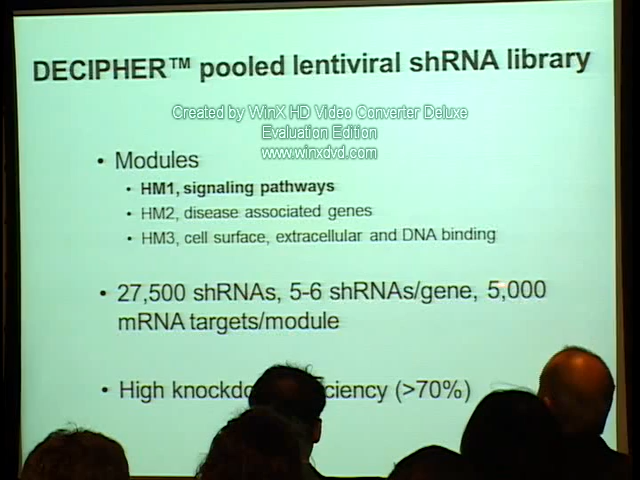 DECIPHER™ pooled lentiviral shRNA library
Created by WinX HD Video Converter Deluxe
Evaluation Edition
www.winxdvd.com
• Modules
• HM1, signaling pathways
• HM2, disease associated genes
• HM3, cell surface, extracellular and DNA binding
• 27,500 shRNAs, 5-6 shRNAs/gene, 5,000
mRNA targets/module
• High (>70%)